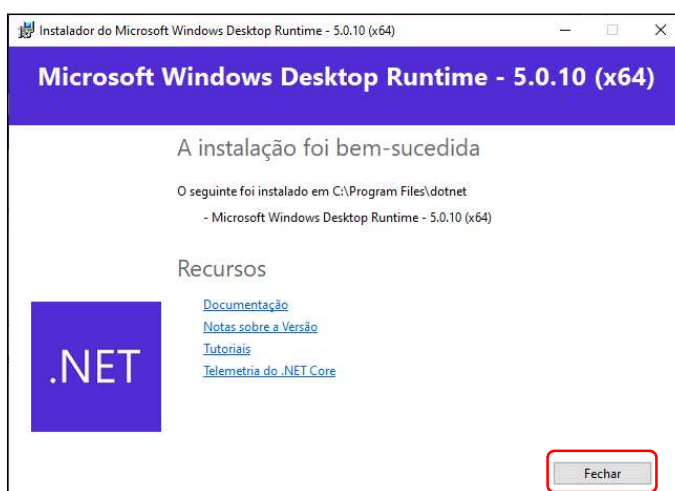 Instalador do Microsoft Windows Desktop Runtime - 5.0.10 (x64)
Microsoft Windows Desktop Runtime - 5.0.10 (x64)
A instalação foi bem-sucedida
O seguinte foi instalado em C:\Program Files\dotnet
- Microsoft Windows Desktop Runtime - 5.0.10 (x64)
Recursos
Documentação
Notas sobre a Versão
Tutoriais
Telemetria do .NET Core
.NET
Fechar